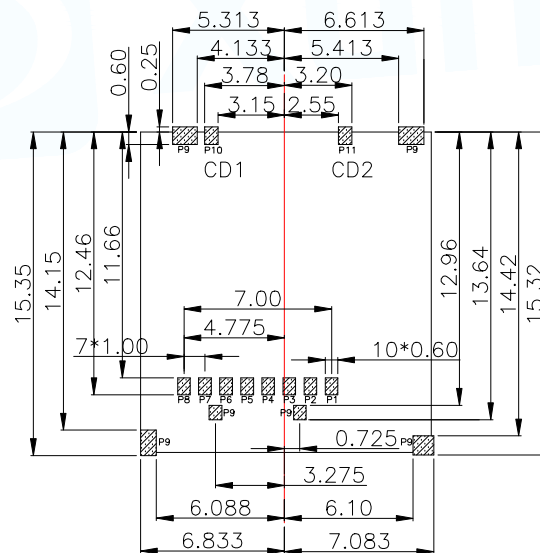 5.313 6.613
4.133 5.413
3.78 3.20
3.15 2.55
0.60 0.25
P9 P10 P11 P9
CD1 CD2
15.35 14.15 12.46 11.66 12.96 13.64 14.42 15.32
7.00
4.775
7*1.00 10*0.60
P8 P7 P6 P5 P4 P3 P2 P1
P9 P9
P9 P9
0.725
3.275
6.088 6.10
6.833 7.083